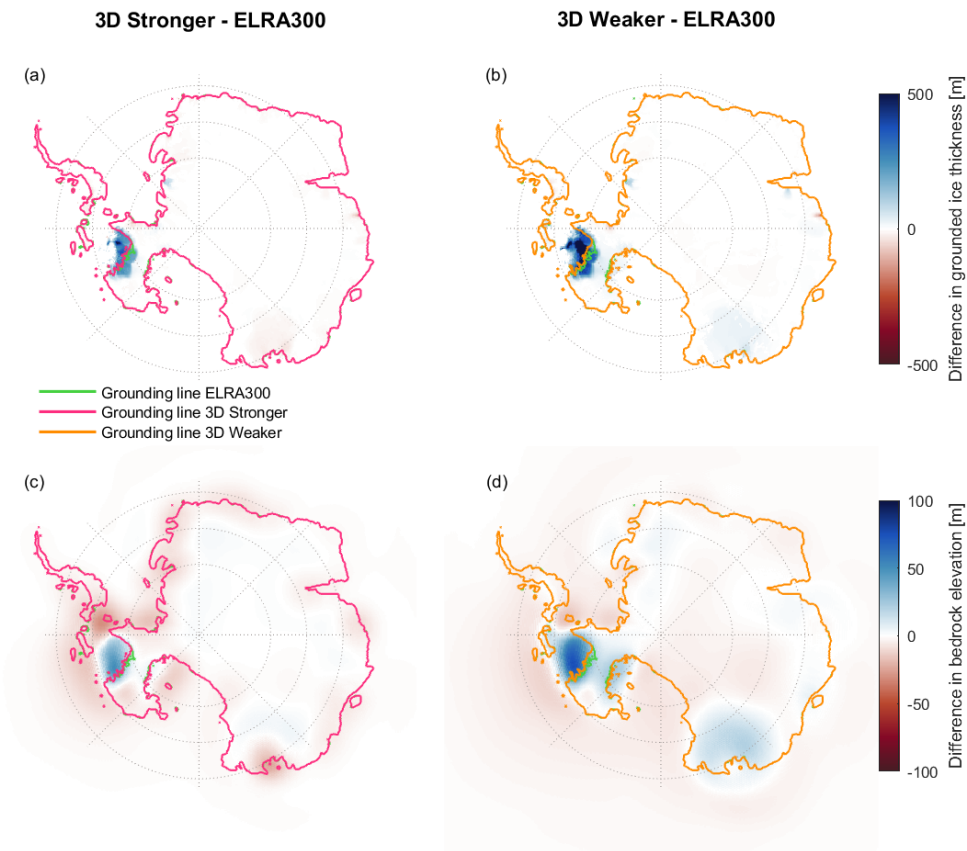 3D Stronger - ELRA300
3D Weaker - ELRA300
(a)
(b)
500
0
-500
Difference in grounded ice thickness [m]
Grounding line ELRA300
Grounding line 3D Stronger
Grounding line 3D Weaker
(c)
(d)
100
50
0
-50
-100
Difference in bedrock elevation [m]